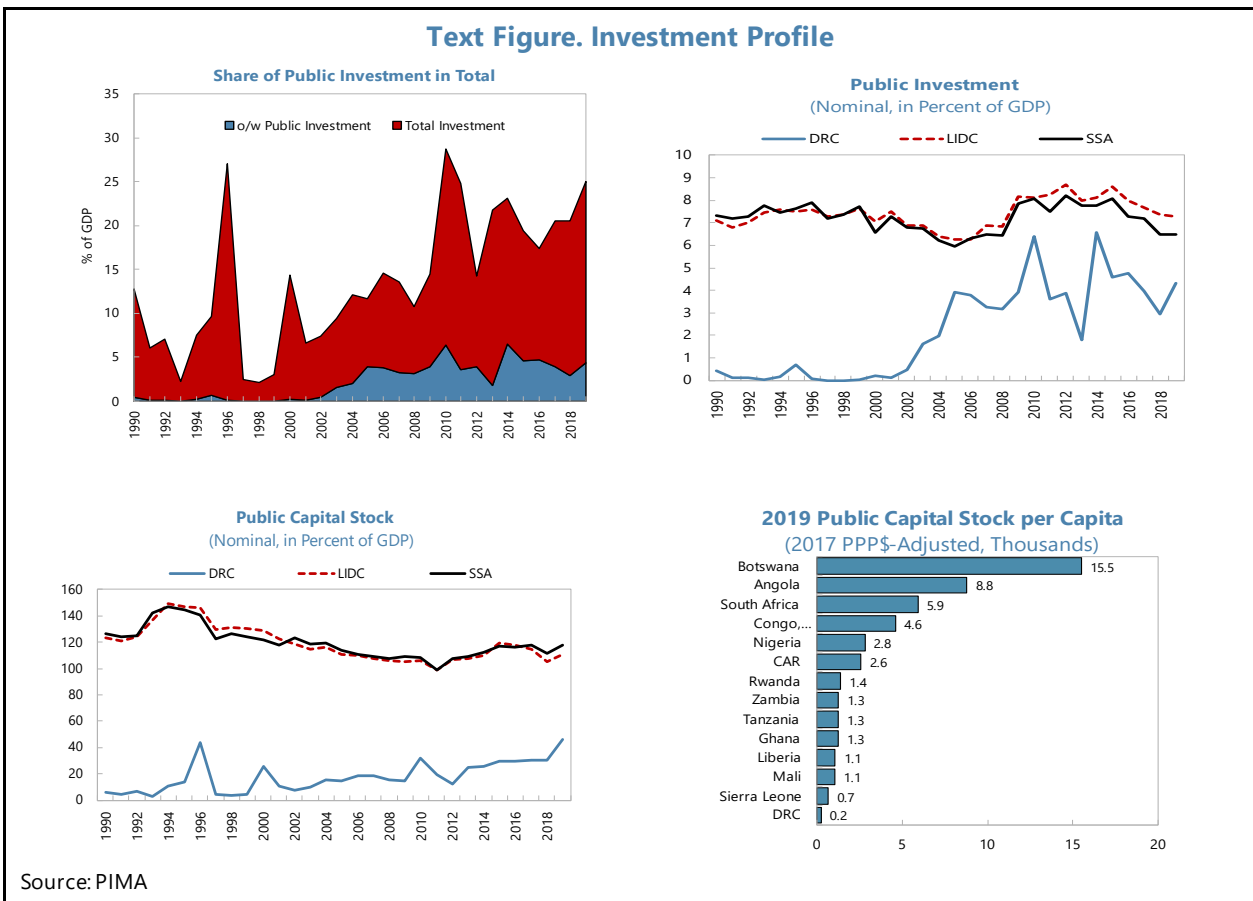 Text Figure. Investment Profile
Share of Public Investment in Total
35
30
25
20
15
10
5
0
% of GDP
o/w Public Investment
Total Investment
1990
1992
1994
1996
1998
2000
2002
2004
2006
2008
2010
2012
2014
2016
2018
Public Investment
(Nominal, in Percent of GDP)
DRC
LIDC
SSA
10
9
8
7
6
5
4
3
2
1
0
1990
1992
1994
1996
1998
2000
2002
2004
2006
2008
2010
2012
2014
2016
2018
Public Capital Stock
(Nominal, in Percent of GDP)
DRC
LIDC
SSA
160
140
120
100
80
60
40
20
0
1990
1992
1994
1996
1998
2000
2002
2004
2006
2008
2010
2012
2014
2016
2018
2019 Public Capital Stock per Capita
(2017 PPP$-Adjusted, Thousands)
Botswana 15.5
Angola 8.8
South Africa 5.9
Congo,... 4.6
Nigeria 2.8
CAR 2.6
Rwanda 1.4
Zambia 1.3
Tanzania 1.3
Ghana 1.3
Liberia 1.1
Mali 1.1
Sierra Leone 0.7
DRC 0.2
0 5 10 15 20
Source: PIMA